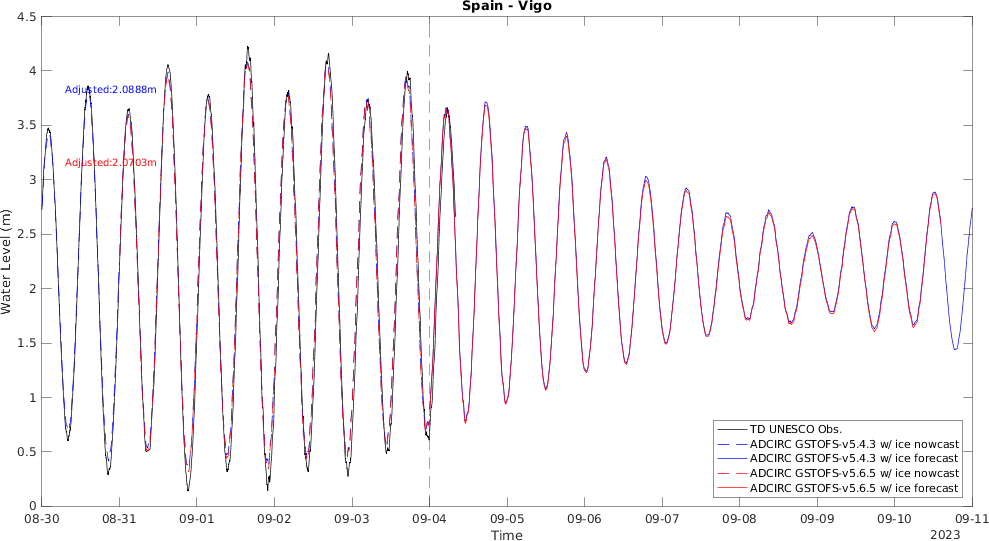 Spain - Vigo
4.5
4
3.5
3
2.5
2
1.5
1
0.5
0
Water Level (m)
Adjusted:2.0888m
Adjusted:2.0703m
TD UNESCO Obs.
ADCIRC GSTOFS-v5.4.3 w/ ice nowcast
ADCIRC GSTOFS-v5.4.3 w/ ice forecast
ADCIRC GSTOFS-v5.6.5 w/ ice nowcast
ADCIRC GSTOFS-v5.6.5 w/ ice forecast
08-30 08-31 09-01 09-02 09-03 09-04 09-05 09-06 09-07 09-08 09-09 09-10 09-11
Time
2023